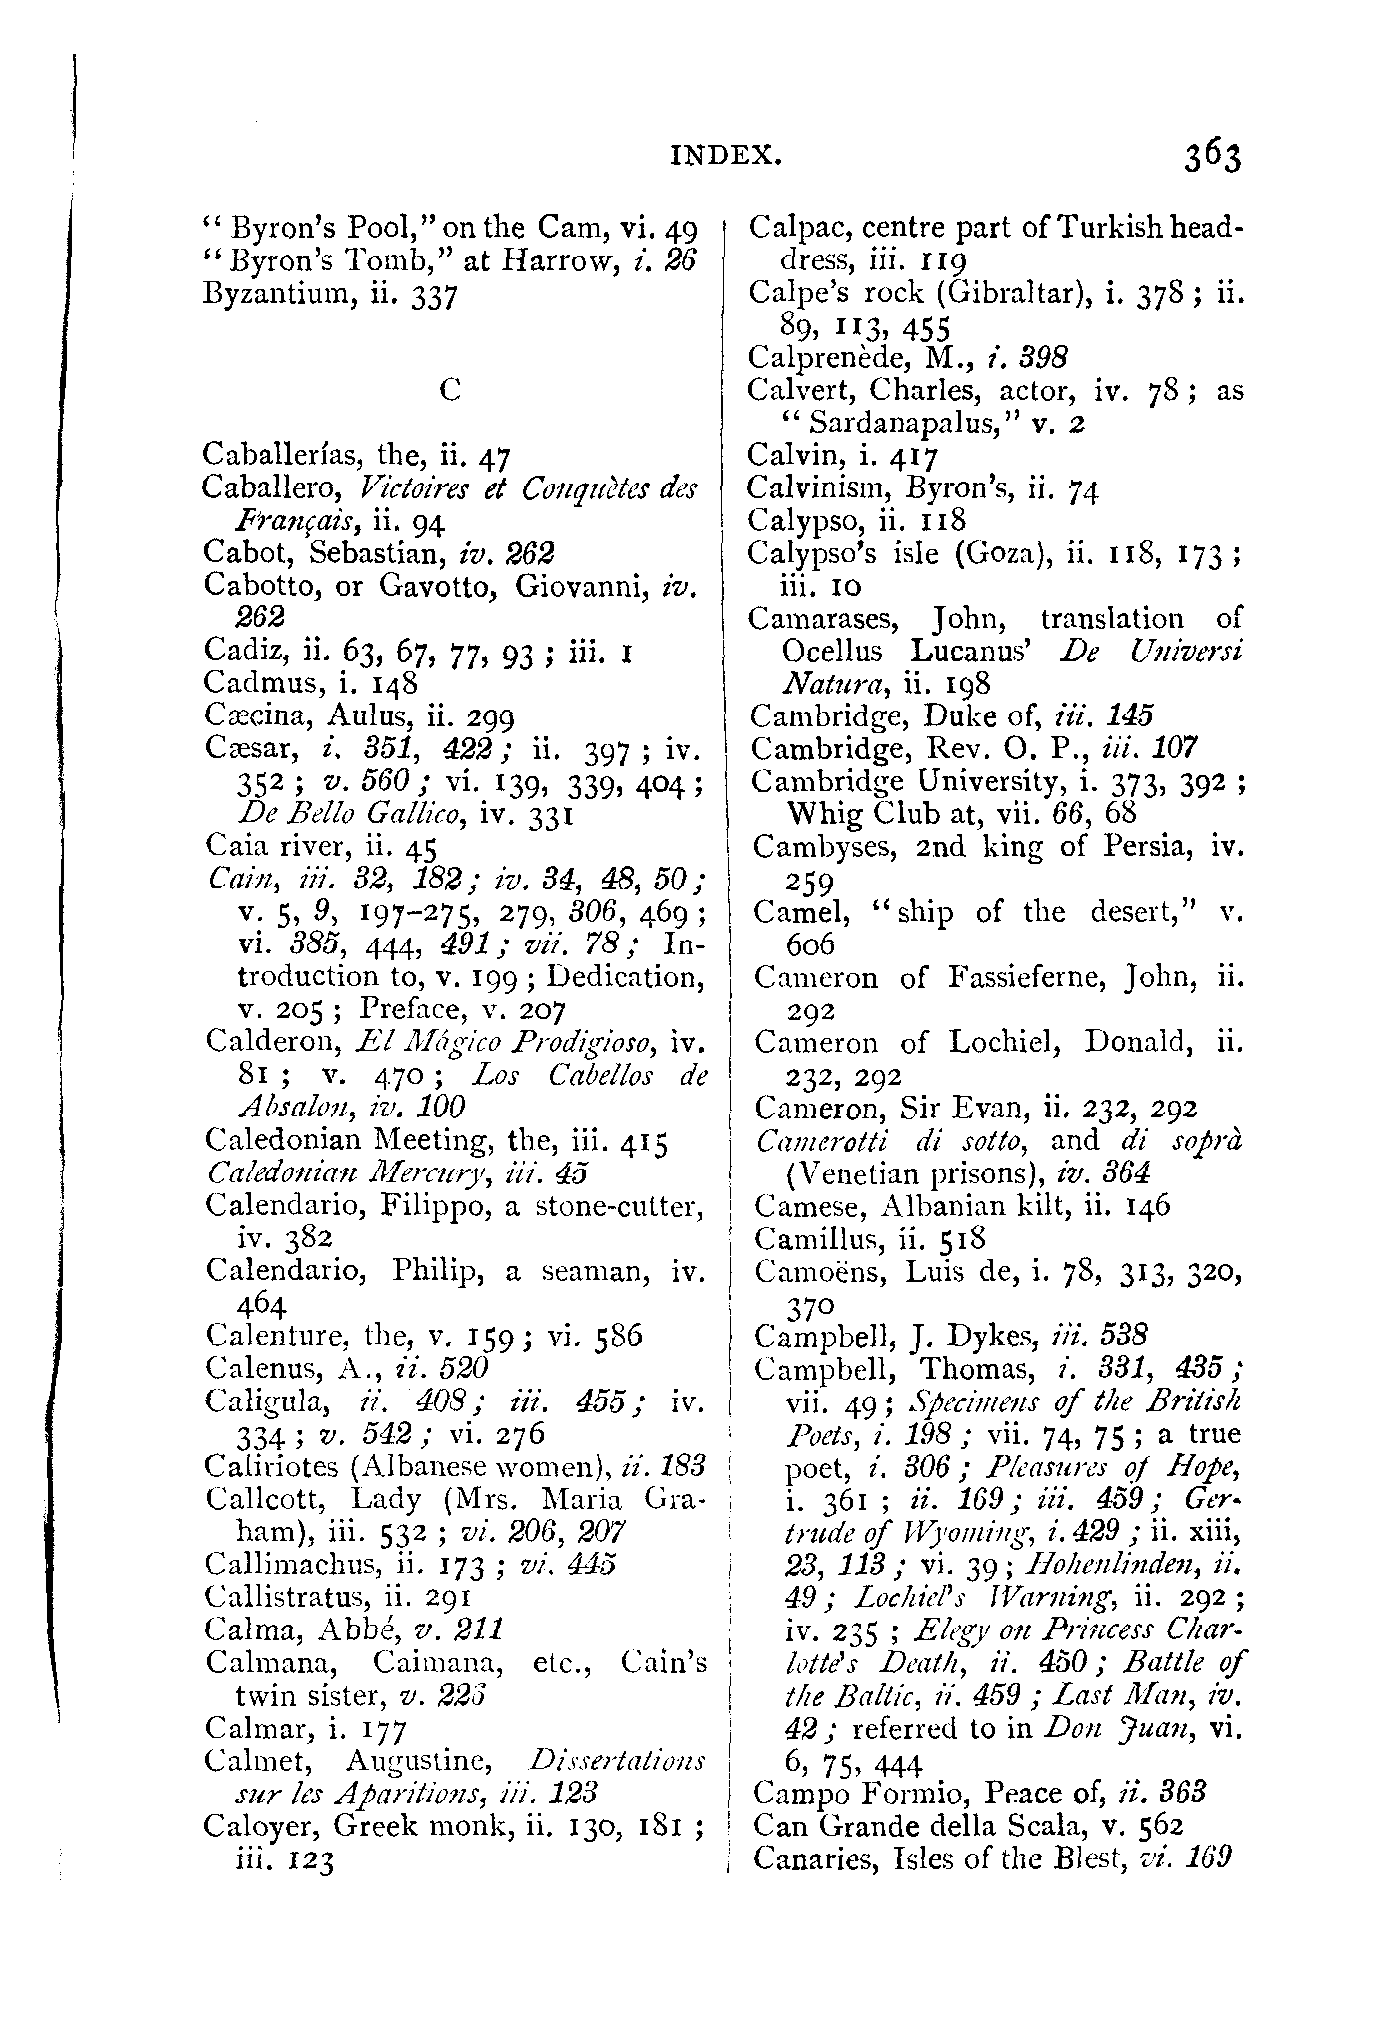 INDEX. 363
“ Byron's Pool,” on the Cam, vi. 49
“ Byron's Tomb,” at Harrow, i. 26
Byzantium, ii. 337
C
Caballerías, the, ii. 47
Caballero, Victoires et Conquètes des
Français, ii. 94
Cabot, Sebastian, iv. 262
Cabotto, or Gavotto, Giovanni, iv.
262
Cadiz, ii. 63, 67, 77, 93 ; iii. 1
Cadmus, i. 148
Cæcina, Aulus, ii. 299
Cæsar, i. 351, 422 ; ii. 397 ; iv.
352 ; v. 560 ; vi. 139, 339, 404 ;
De Bello Gallico, iv. 331
Caia river, ii. 45
Cain, iii. 32, 182 ; iv. 34, 48, 50 ;
v. 5, 9, 197–275, 279, 306, 469 ;
vi. 385, 444, 491 ; vii. 78 ; In-
troduction to, v. 199 ; Dedication,
v. 205 ; Preface, v. 207
Calderon, El Mágico Prodigioso, iv.
81 ; v. 470 ; Los Cabellos de
Absalon, iv. 100
Caledonian Meeting, the, iii. 415
Caledonian Mercury, iii. 45
Calendario, Filippo, a stone-cutter,
iv. 382
Calendario, Philip, a seaman, iv.
464
Calenture, the, v. 159 ; vi. 586
Calenus, A., ii. 520
Caligula, ii. 408 ; iii. 455 ; iv.
334 ; v. 542 ; vi. 276
Caliriotes (Albanese women), ii. 183
Callcott, Lady (Mrs. Maria Gra-
ham), iii. 532 ; vi. 206, 207
Callimachus, ii. 173 ; vi. 445
Callistratus, ii. 291
Calma, Abbé, v. 211
Calmana, Caimana, etc., Cain's
twin sister, v. 226
Calmar, i. 177
Calmet, Augustine, Dissertations
sur les Aparitions, iii. 123
Caloyer, Greek monk, ii. 130, 181 ;
iii. 123
Calpac, centre part of Turkish head-
dress, iii. 119
Calpe's rock (Gibraltar), i. 378 ; ii.
89, 113, 455
Calprenède, M., i. 398
Calvert, Charles, actor, iv. 78 ; as
“ Sardanapalus,” v. 2
Calvin, i. 417
Calvinism, Byron's, ii. 74
Calypso, ii. 118
Calypso's isle (Goza), ii. 118, 173 ;
iii. 10
Camarases, John, translation of
Ocellus Lucanus' De Universi
Natura, ii. 198
Cambridge, Duke of, iii. 145
Cambridge, Rev. O. P., iii. 107
Cambridge University, i. 373, 392 ;
Whig Club at, vii. 66, 68
Cambyses, 2nd king of Persia, iv.
259
Camel, “ship of the desert,” v.
606
Cameron of Fassieferne, John, ii.
292
Cameron of Lochiel, Donald, ii.
232, 292
Cameron, Sir Evan, ii. 232, 292
Camerotti di sotto, and di soprà
(Venetian prisons), iv. 364
Camese, Albanian kilt, ii. 146
Camillus, ii. 518
Camoëns, Luis de, i. 78, 313, 320,
370
Campbell, J. Dykes, iii. 538
Campbell, Thomas, i. 331, 435 ;
vii. 49 ; Specimens of the British
Poets, i. 198 ; vii. 74, 75 ; a true
poet, i. 306 ; Pleasures of Hope,
i. 361 ; ii. 169 ; iii. 459 ; Ger-
trude of Wyoming, i. 429 ; ii. xiii,
23, 113 ; vi. 39 ; Hohenlinden, ii.
49 ; Lochiel's Warning, ii. 292 ;
iv. 235 ; Elegy on Princess Char-
lotte's Death, ii. 450 ; Battle of
the Baltic, ii. 459 ; Last Man, iv.
42 ; referred to in Don Juan, vi.
6, 75, 444
Campo Formio, Peace of, ii. 363
Can Grande della Scala, v. 562
Canaries, Isles of the Blest, vi. 169